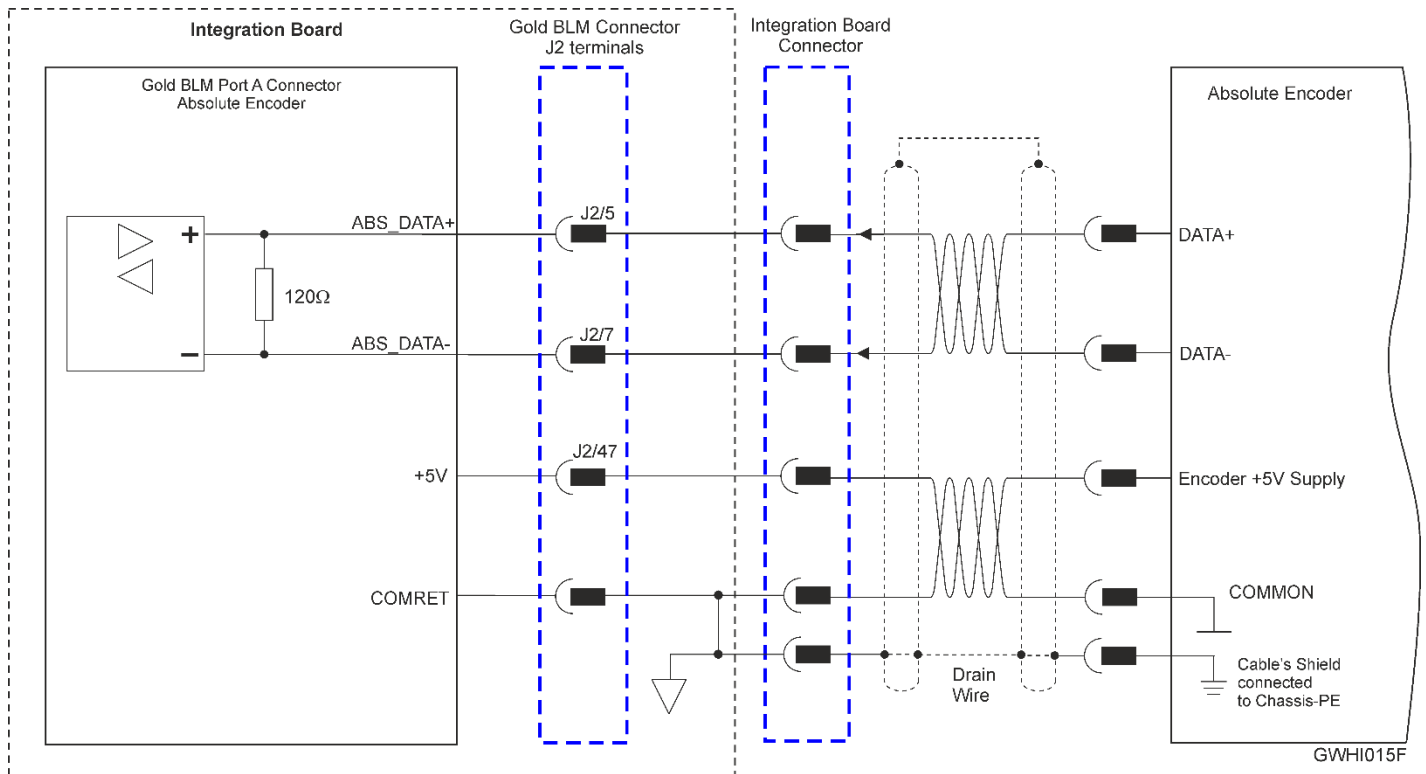 Integration Board
Gold BLM Connector
J2 terminals
Integration Board
Connector
Gold BLM Port A Connector
Absolute Encoder
Absolute Encoder
+
ABS_DATA+
J2/5
DATA+
120Ω
–
ABS_DATA-
J2/7
DATA-
+5V
J2/47
Encoder +5V Supply
COMRET
COMMON
Drain
Wire
Cable's Shield
connected
to Chassis-PE
GWHI015F